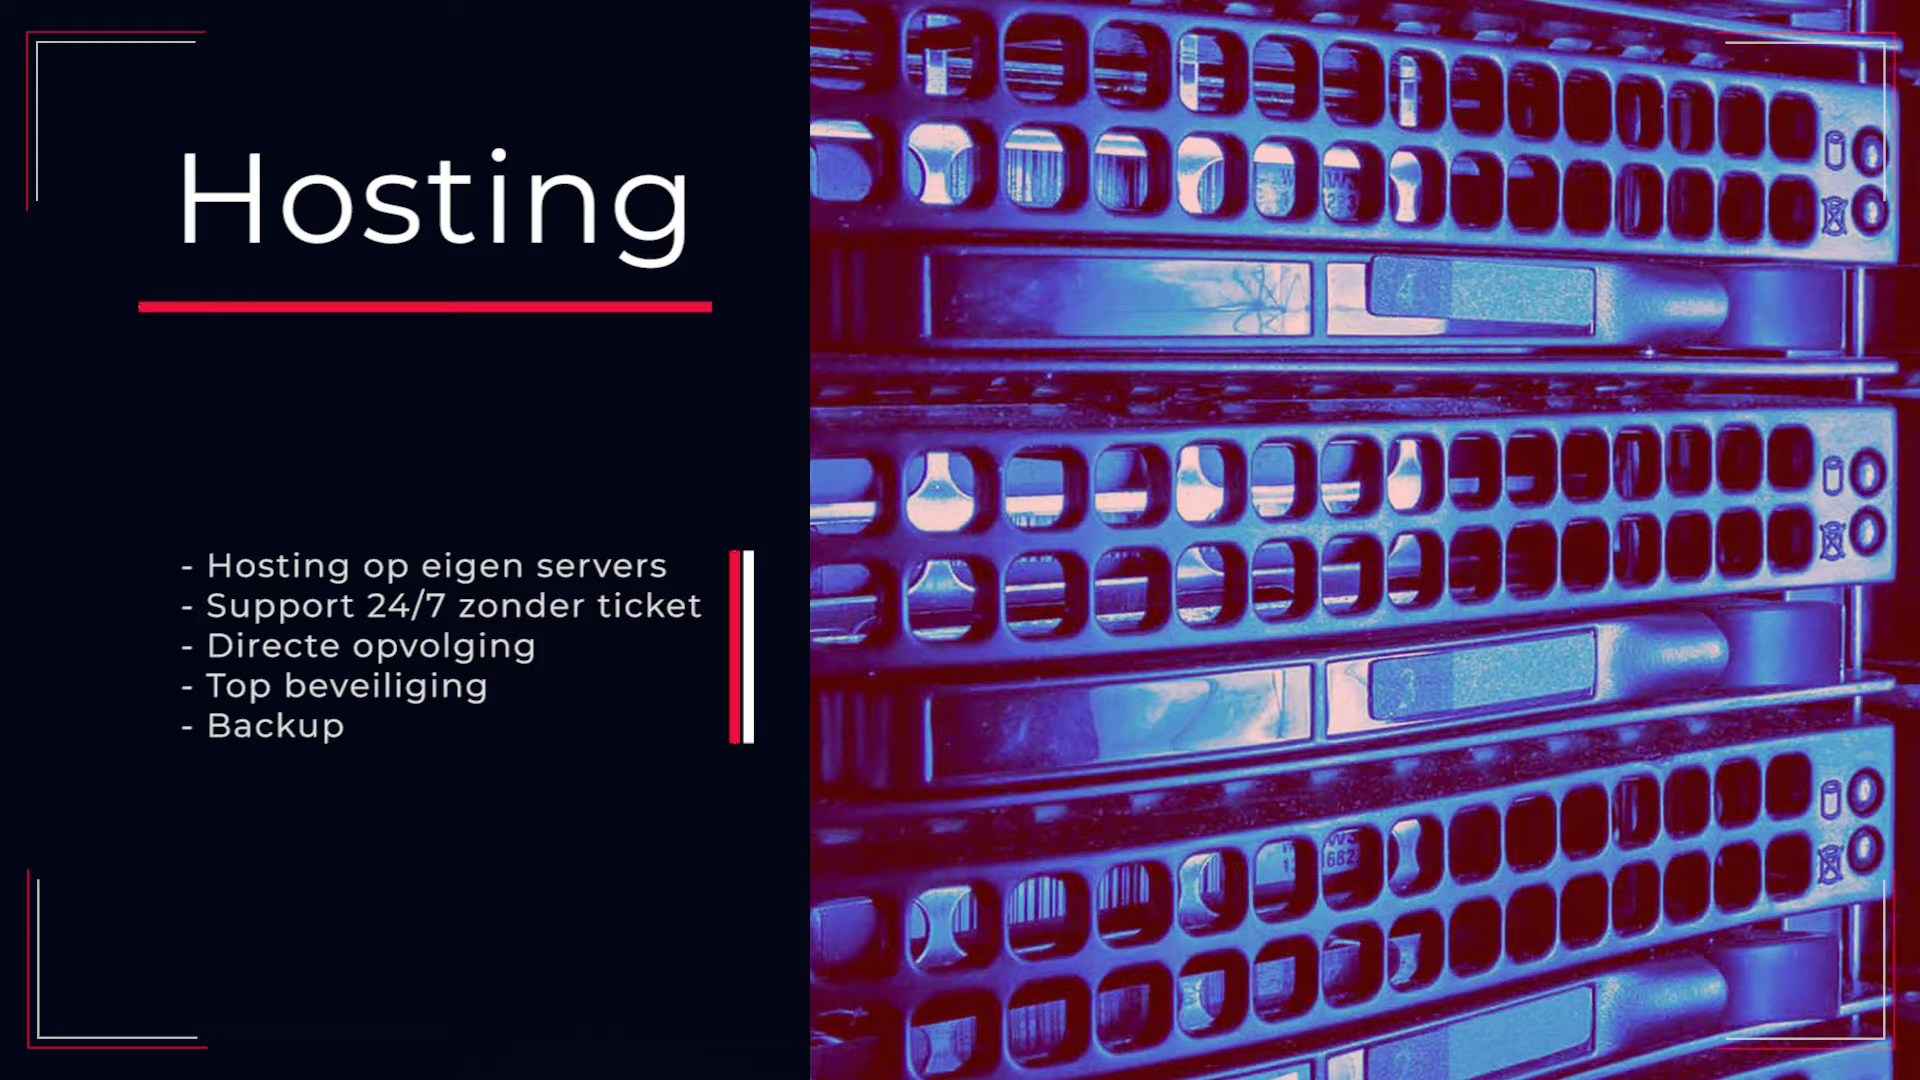 Hosting
- Hosting op eigen servers
- Support 24/7 zonder ticket
- Directe opvolging
- Top beveiliging
- Backup